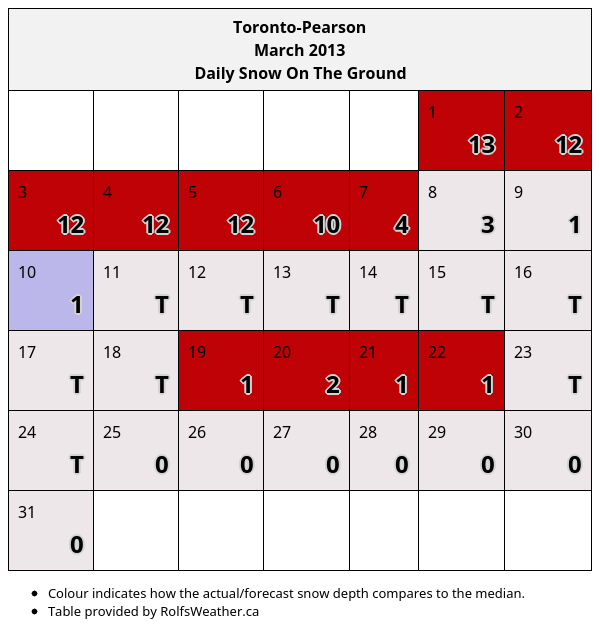 Toronto-Pearson
March 2013
Daily Snow On The Ground
1 2
13 12
3 4 5 6 7 8 9
12 12 12 10 4 3 1
10 11 12 13 14 15 16
1 T T T T T T
17 18 19 20 21 22 23
T T 1 2 1 1 T
24 25 26 27 28 29 30
T 0 0 0 0 0 0
31
0
• Colour indicates how the actual/forecast snow depth compares to the median.
• Table provided by RolfsWeather.ca